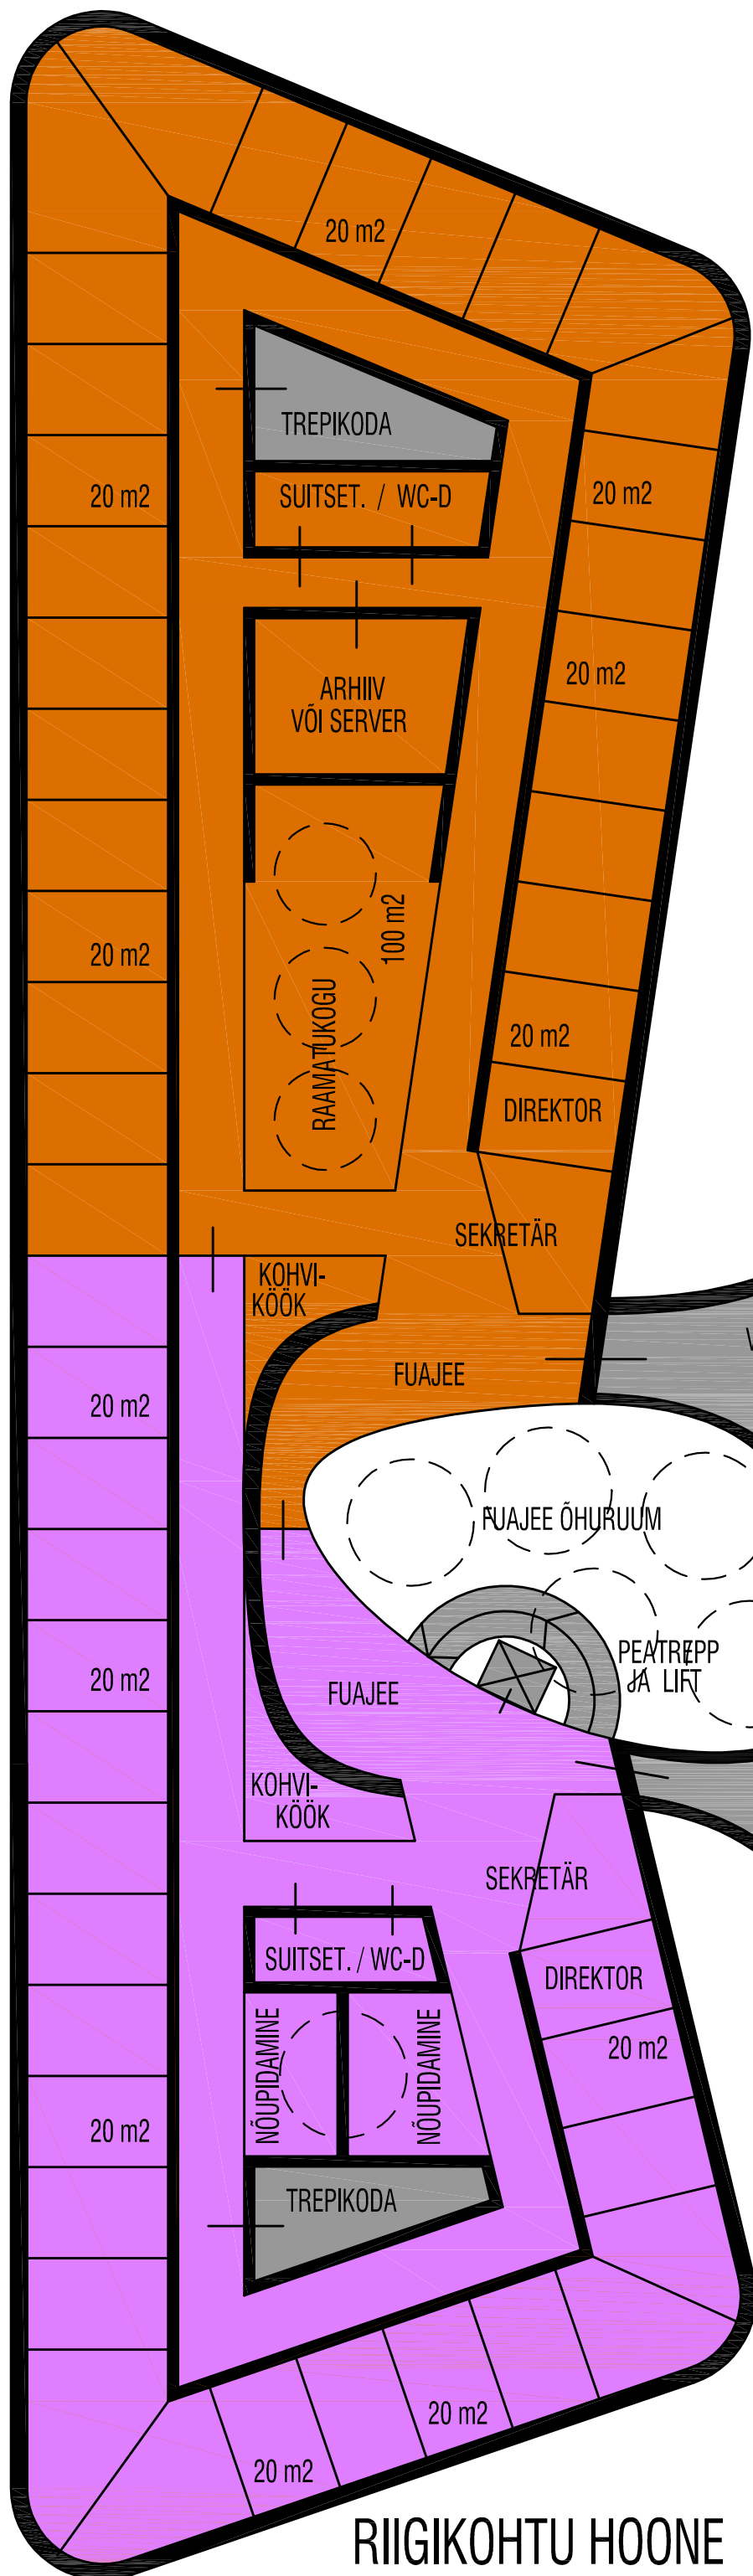 20 m2
TREPIKODA
SUITSET. / WC-D
20 m2
20 m2
20 m2
ARHIIV
VÕI SERVER
100 m2
20 m2
RAAMATUKOGU
20 m2
DIREKTOR
SEKRETÄR
KOHVI-
KÖÖK
FUAJEE
20 m2
FUAJEE ÕHURUUM
PEATREPP
JA LIFT
20 m2
FUAJEE
KOHVI-
KÖÖK
SEKRETÄR
SUITSET. / WC-D
DIREKTOR
NÕUPIDAMINE
NÕUPIDAMINE
20 m2
20 m2
TREPIKODA
20 m2
20 m2
RIIGIKOHTU HOONE